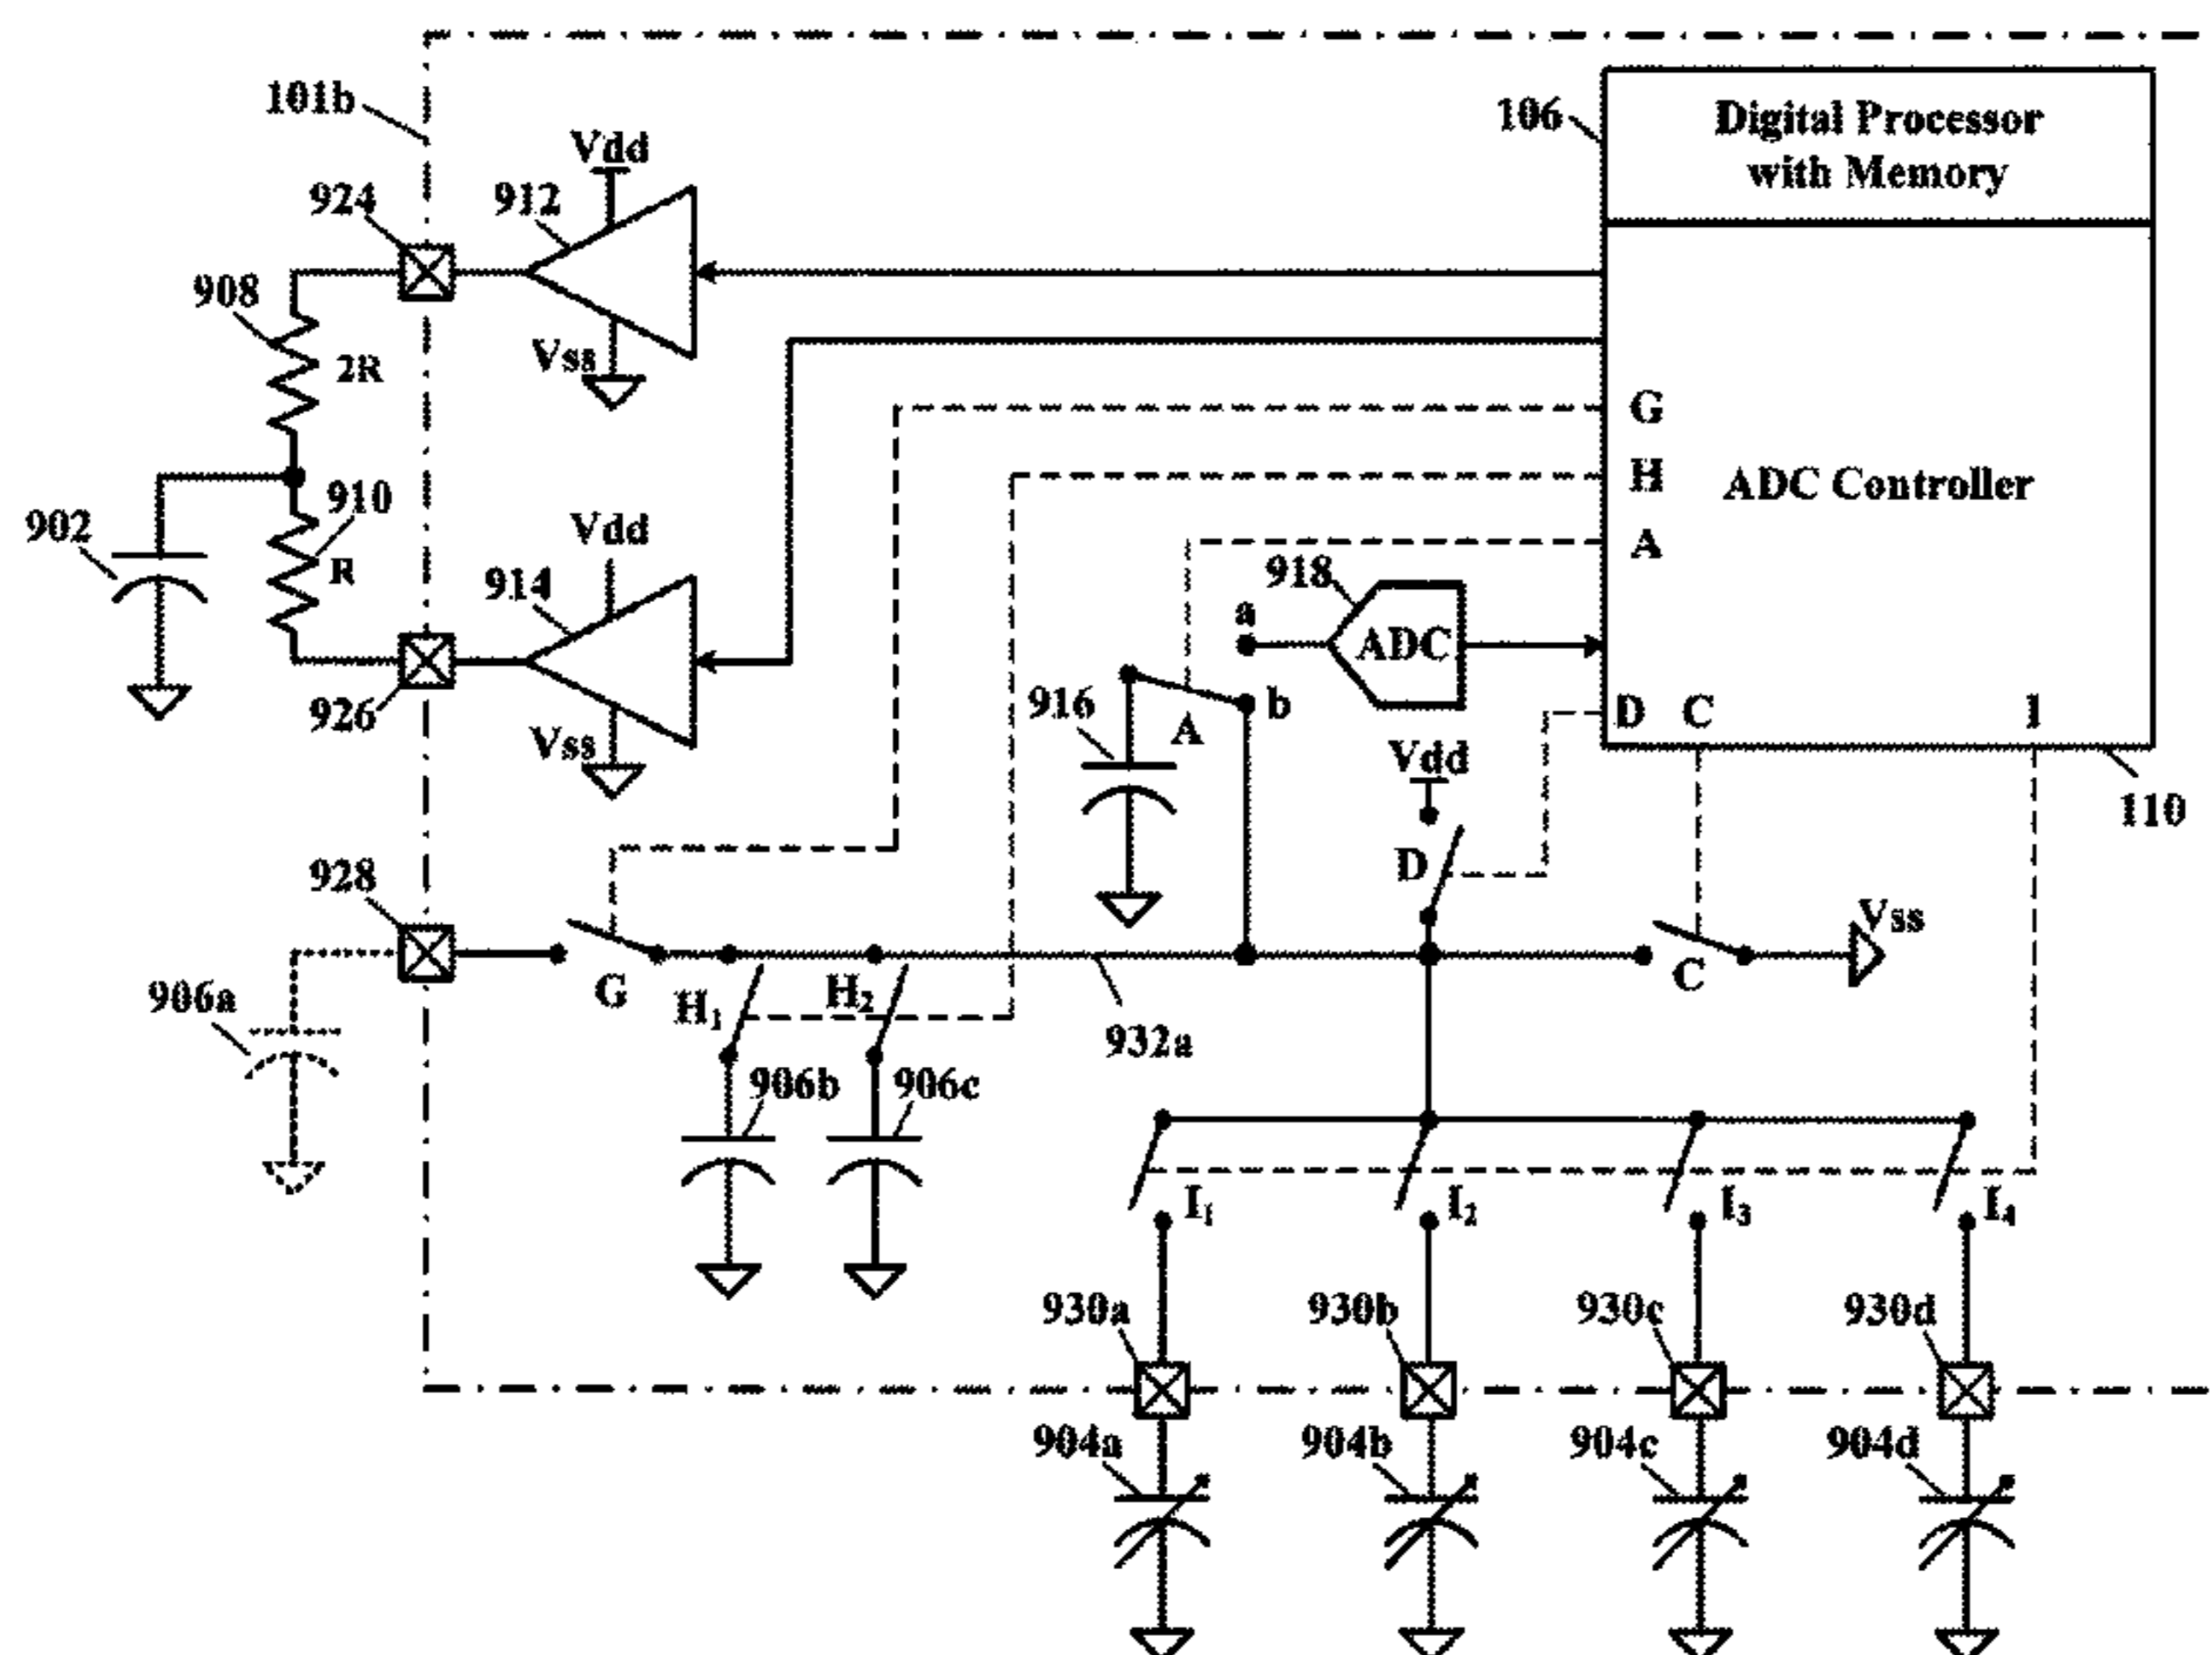 101b
106
Digital Processor
with Memory
Vdd
924
912
908
2R
Vss
G
H
ADC Controller
910
902
R
Vdd
A
914
918
a
ADC
926
Vss
916
A
b
D
C
I
Vdd
110
928
D
G
H₁
H₂
C
Vss
906a
932a
906b
906c
I₁
I₂
I₃
I₄
930a
930b
930c
930d
904a
904b
904c
904d